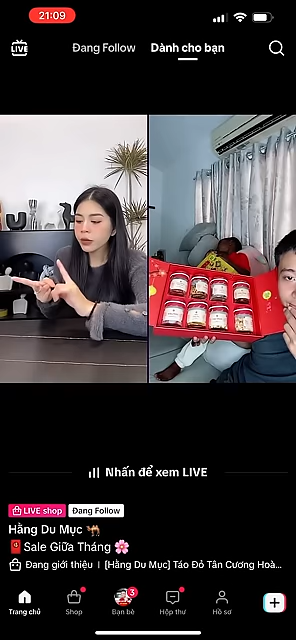 21:09
LIVE
Đang Follow
Dành cho bạn
Nhấn để xem LIVE
LIVE shop
Đang Follow
Hằng Du Mục 🐫
🧧Sale Giữa Tháng 🌸
Đang giới thiệu | [Hằng Du Mục] Táo Đỏ Tân Cương Hoà...
3
Trang chủ
Shop
Bạn bè
Hộp thư
Hồ sơ